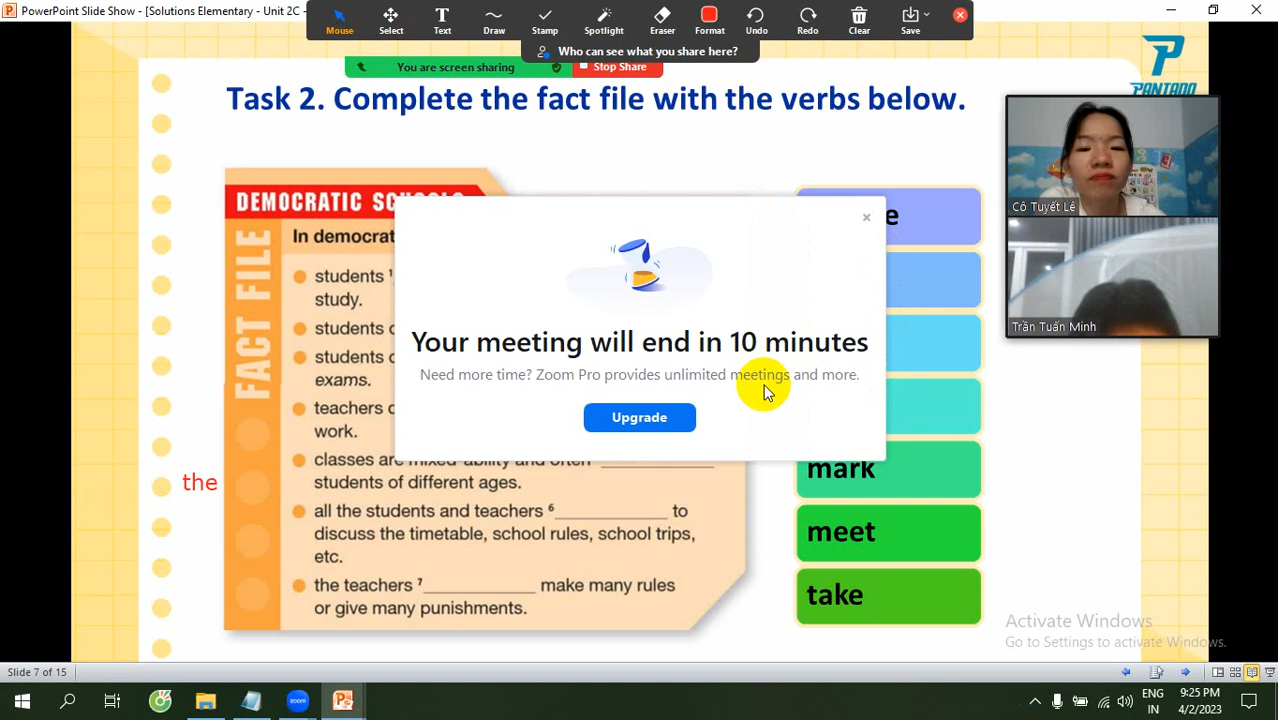 PowerPoint Slide Show - [Solutions Elementary - Unit 2C -
Mouse
Select
Text
Draw
Stamp
Spotlight
Eraser
Format
Undo
Redo
Clear
Save
Who can see what you share here?
You are screen sharing
Stop Share
PANTADO
Task 2. Complete the fact file with the verbs below.
Cô Tuyết Lê
Trần Tuấn Minh
DEMOCRATIC
FACT FILE
In
students ¹
study.
students
students
exams.
teachers
work.
classes are mixed-ability and often ____________
students of different ages.
all the students and teachers ⁶____________ to
discuss the timetable, school rules, school trips,
etc.
the teachers ⁷____________ make many rules
or give many punishments.
the
mark
meet
take
Your meeting will end in 10 minutes
Need more time? Zoom Pro provides unlimited meetings and more.
Upgrade
Activate Windows
Go to Settings to activate Windows.
Slide 7 of 15
zoom
ENG
IN
9:25 PM
4/2/2023